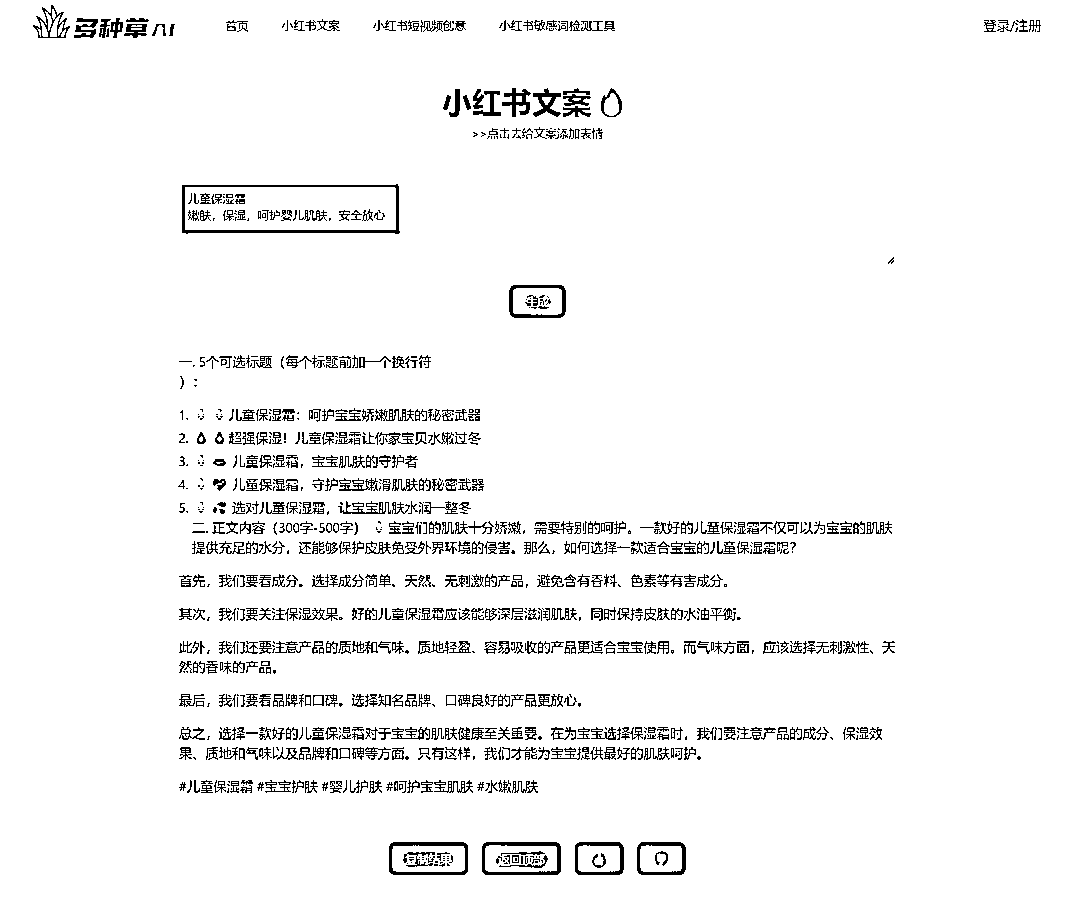 多种草AI
首页 小红书文案 小红书短视频创意 小红书敏感词检测工具 登录/注册
小红书文案
>>点击去给文案添加表情
儿童保湿霜
嫩肤，保湿，呵护婴儿肌肤，安全放心
生成
一. 5个可选标题（每个标题前加一个换行符
）：
1. 儿童保湿霜：呵护宝宝娇嫩肌肤的秘密武器
2. 超强保湿！儿童保湿霜让你家宝贝水嫩过冬
3. 儿童保湿霜，宝宝肌肤的守护者
4. 儿童保湿霜，守护宝宝嫩滑肌肤的秘密武器
5. 选对儿童保湿霜，让宝宝肌肤水润一整冬
二. 正文内容（300字-500字） 宝宝们的肌肤十分娇嫩，需要特别的呵护。一款好的儿童保湿霜不仅可以为宝宝的肌肤
提供充足的水分，还能够保护皮肤免受外界环境的侵害。那么，如何选择一款适合宝宝的儿童保湿霜呢？
首先，我们要看成分。选择成分简单、天然、无刺激的产品，避免含有香料、色素等有害成分。
其次，我们要关注保湿效果。好的儿童保湿霜应该能够深层滋润肌肤，同时保持皮肤的水油平衡。
此外，我们还要注意产品的质地和气味。质地轻盈、容易吸收的产品更适合宝宝使用。而气味方面，应该选择无刺激性、天
然的香味的产品。
最后，我们要看品牌和口碑。选择知名品牌、口碑良好的产品更放心。
总之，选择一款好的儿童保湿霜对于宝宝的肌肤健康至关重要。在为宝宝选择保湿霜时，我们要注意产品的成分、保湿效
果、质地和气味以及品牌和口碑等方面。只有这样，我们才能为宝宝提供最好的肌肤呵护。
#儿童保湿霜 #宝宝护肤 #婴儿护肤 #呵护宝宝肌肤 #水嫩肌肤
复制结果 返回顶部